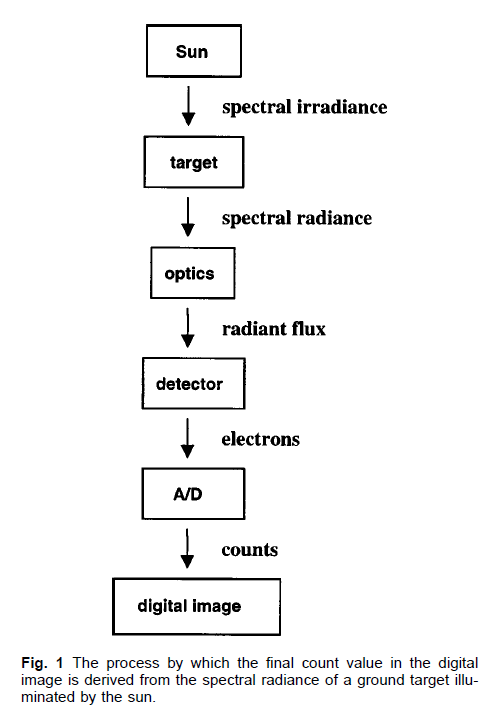 Sun
spectral irradiance
target
spectral radiance
optics
radiant flux
detector
electrons
A/D
counts
digital image
Fig. 1 The process by which the final count value in the digital
image is derived from the spectral radiance of a ground target illu-
minated by the sun.